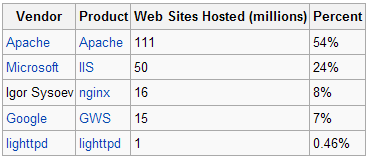 Vendor Product Web Sites Hosted (millions) Percent
Apache Apache 111 54%
Microsoft IIS 50 24%
Igor Sysoev nginx 16 8%
Google GWS 15 7%
lighttpd lighttpd 1 0.46%